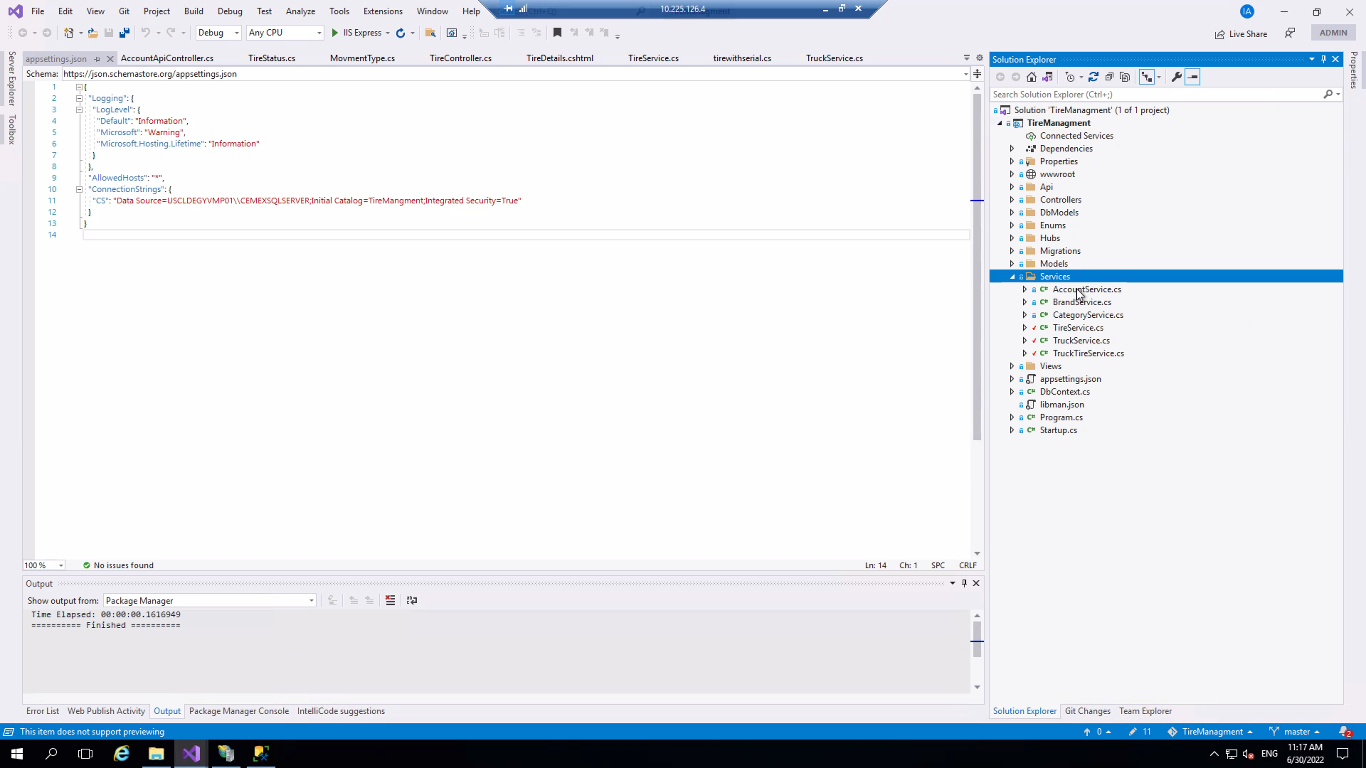 File Edit View Git Project Build Debug Test Analyze Tools Extensions Window Help
10.225.126.4
IA
Debug Any CPU IIS Express
Live Share ADMIN
Server Explorer
Toolbox
appsettings.json AccountApiController.cs TireStatus.cs MovmentType.cs TireController.cs TireDetails.cshtml TireService.cs tirewithserial.cs TruckService.cs
Schema: https://json.schemastore.org/appsettings.json
1 {
2 "Logging": {
3 "LogLevel": {
4 "Default": "Information",
5 "Microsoft": "Warning",
6 "Microsoft.Hosting.Lifetime": "Information"
7 }
8 },
9 "AllowedHosts": "*",
10 "ConnectionStrings": {
11 "CS": "Data Source=USCLDEGYVMP01\\CEMEXSQLSERVER;Initial Catalog=TireMangment;Integrated Security=True"
12 }
13 }
14
100 % No issues found Ln: 14 Ch: 1 SPC CRLF
Output
Show output from: Package Manager
Time Elapsed: 00:00:00.1616949
========== Finished ==========
Error List Web Publish Activity Output Package Manager Console IntelliCode suggestions
Solution Explorer
Search Solution Explorer (Ctrl+;)
Solution 'TireManagment' (1 of 1 project)
TireManagment
Connected Services
Dependencies
Properties
wwwroot
Api
Controllers
DbModels
Enums
Hubs
Migrations
Models
Services
AccountService.cs
BrandService.cs
CategoryService.cs
TireService.cs
TruckService.cs
TruckTireService.cs
Views
appsettings.json
DbContext.cs
libman.json
Program.cs
Startup.cs
Solution Explorer Git Changes Team Explorer
Properties
This item does not support previewing 0 11 TireManagment master 2
ENG 11:17 AM
6/30/2022